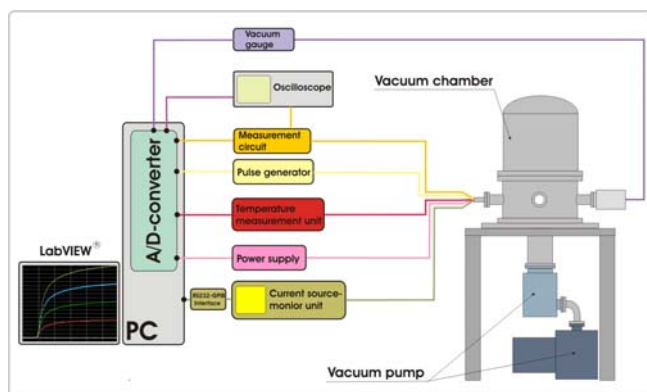 Vacuum
gauge
Oscilloscope
Vacuum chamber
Measurement
circuit
Pulse generator
A/D-converter
Temperature
measurement unit
LabVIEW®
Power supply
RS232-GPIB
Interface
Current source-
monior unit
PC
Vacuum pump